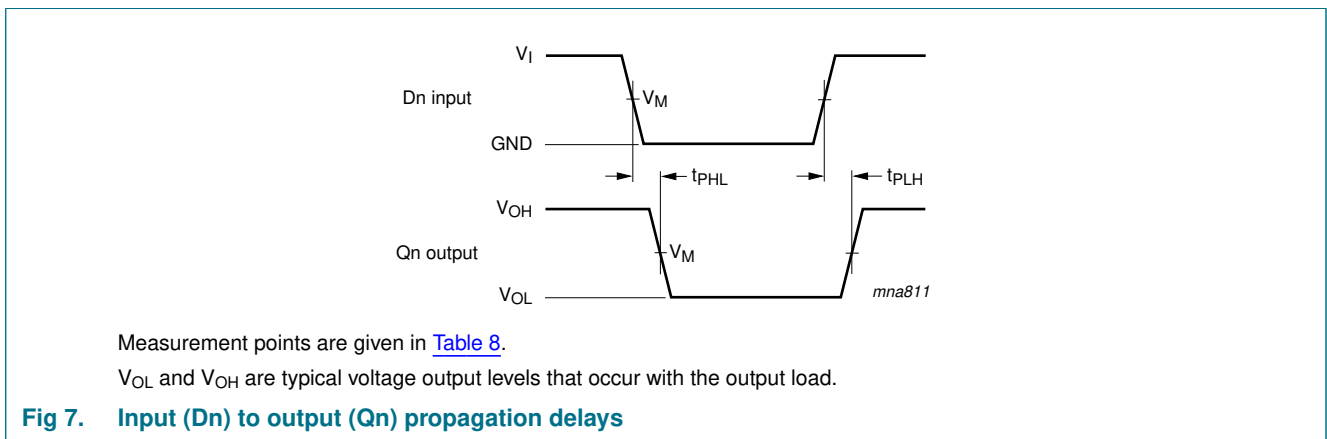 V_I
Dn input
V_M
GND
t_PHL
t_PLH
V_OH
Qn output
V_M
V_OL
mna811
Measurement points are given in Table 8.
V_OL and V_OH are typical voltage output levels that occur with the output load.
Fig 7. Input (Dn) to output (Qn) propagation delays